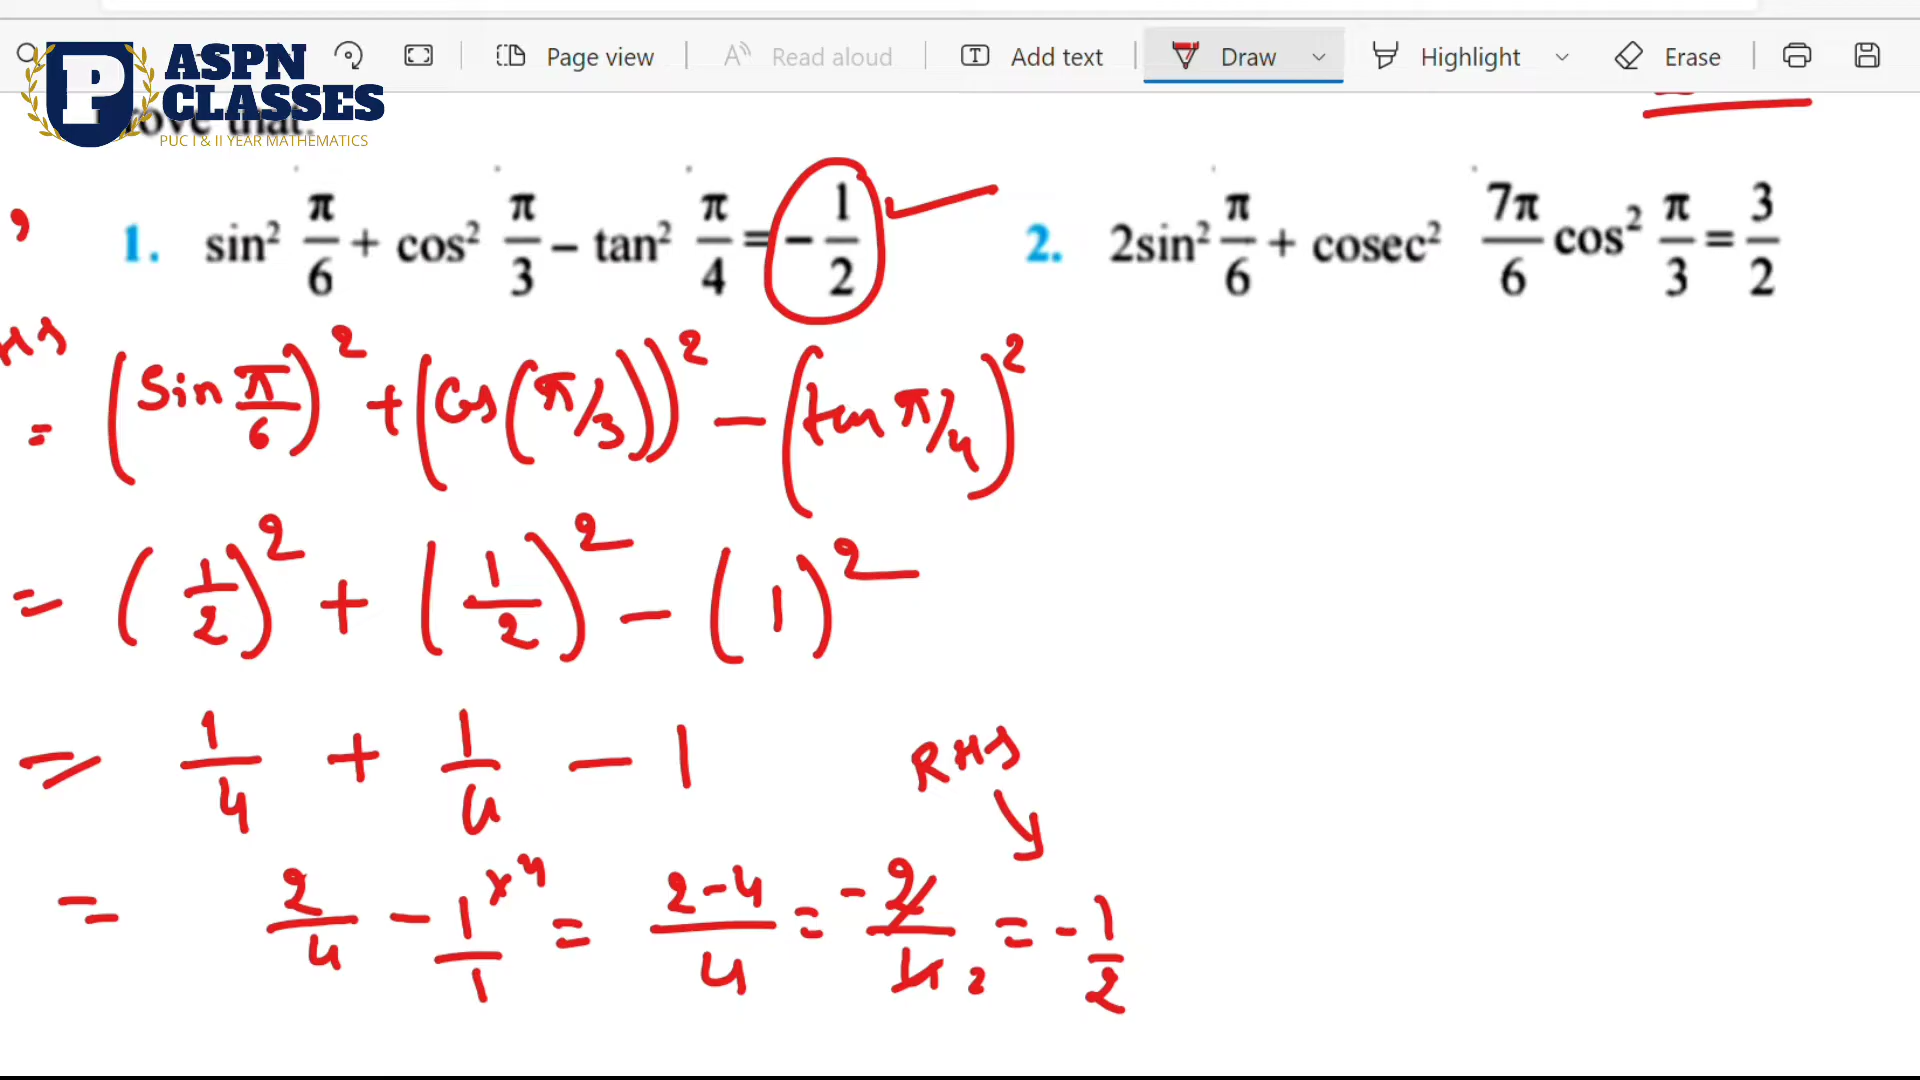 Page view | Read aloud | Add text | Draw Highlight Erase
P ASPN CLASSES
PUC I & II YEAR MATHEMATICS
that:
1. sin² π/6 + cos² π/3 – tan² π/4 = – 1/2
2. 2sin² π/6 + cosec² 7π/6 cos² π/3 = 3/2
= (Sin π/6)² + (Cos(π/3))² – (tan π/4)²
= (1/2)² + (1/2)² – (1)²
= 1/4 + 1/4 – 1
RHS
= 2/4 – 1/1 ×4 = 2-4/4 = -2/4 2 = -1/2